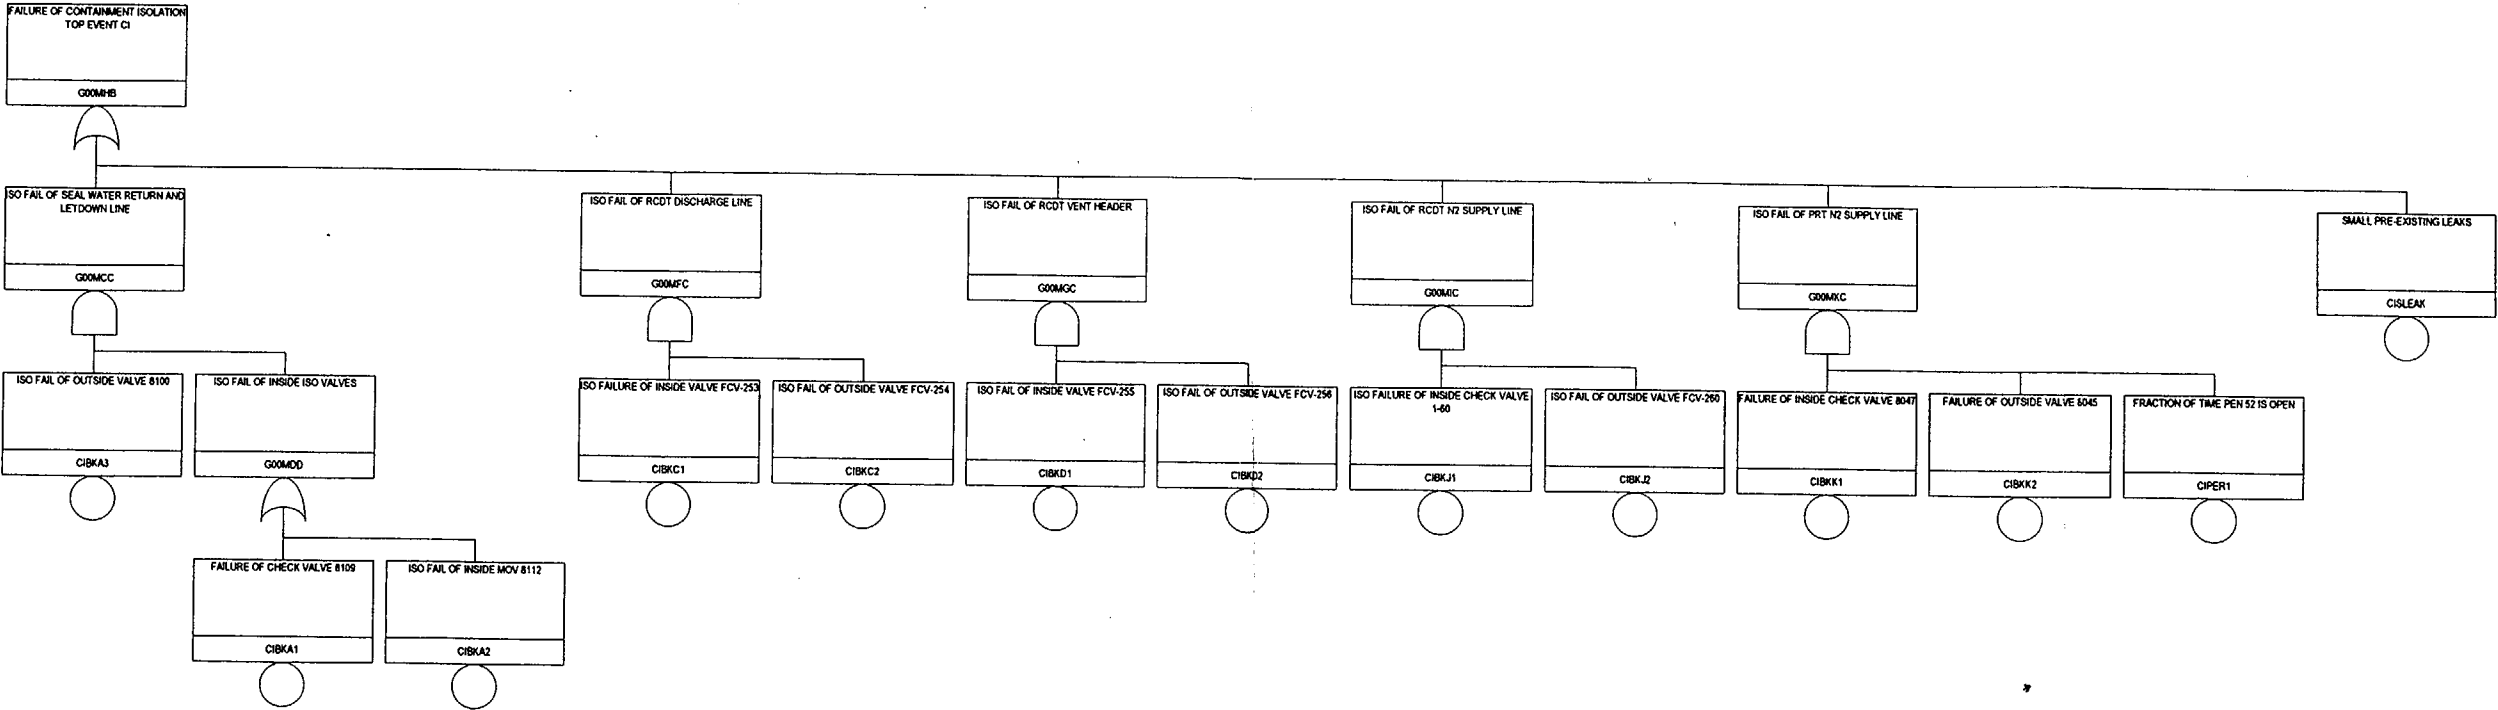 FAILURE OF CONTAINMENT ISOLATION
TOP EVENT CI
G00MHB
ISO FAIL OF SEAL WATER RETURN AND
LETDOWN LINE
G00MCC
ISO FAIL OF RCDT DISCHARGE LINE
G00MFC
ISO FAIL OF RCDT VENT HEADER
G00MGC
ISO FAIL OF RCDT N2 SUPPLY LINE
G00MIC
ISO FAIL OF PRT N2 SUPPLY LINE
G00MKC
SMALL PRE-EXISTING LEAKS
CISLEAK
ISO FAIL OF OUTSIDE VALVE 8100
CIBKA3
ISO FAIL OF INSIDE ISO VALVES
G00MDD
ISO FAILURE OF INSIDE VALVE FCV-253
CIBKC1
ISO FAIL OF OUTSIDE VALVE FCV-254
CIBKC2
ISO FAIL OF INSIDE VALVE FCV-255
CIBKD1
ISO FAIL OF OUTSIDE VALVE FCV-256
CIBKD2
ISO FAILURE OF INSIDE CHECK VALVE
1-60
CIBKJ1
ISO FAIL OF OUTSIDE VALVE FCV-260
CIBKJ2
FAILURE OF INSIDE CHECK VALVE 8047
CIBKK1
FAILURE OF OUTSIDE VALVE 8045
CIBKK2
FRACTION OF TIME PEN 52 IS OPEN
CIPER1
FAILURE OF CHECK VALVE 8109
CIBKA1
ISO FAIL OF INSIDE MOV 8112
CIBKA2